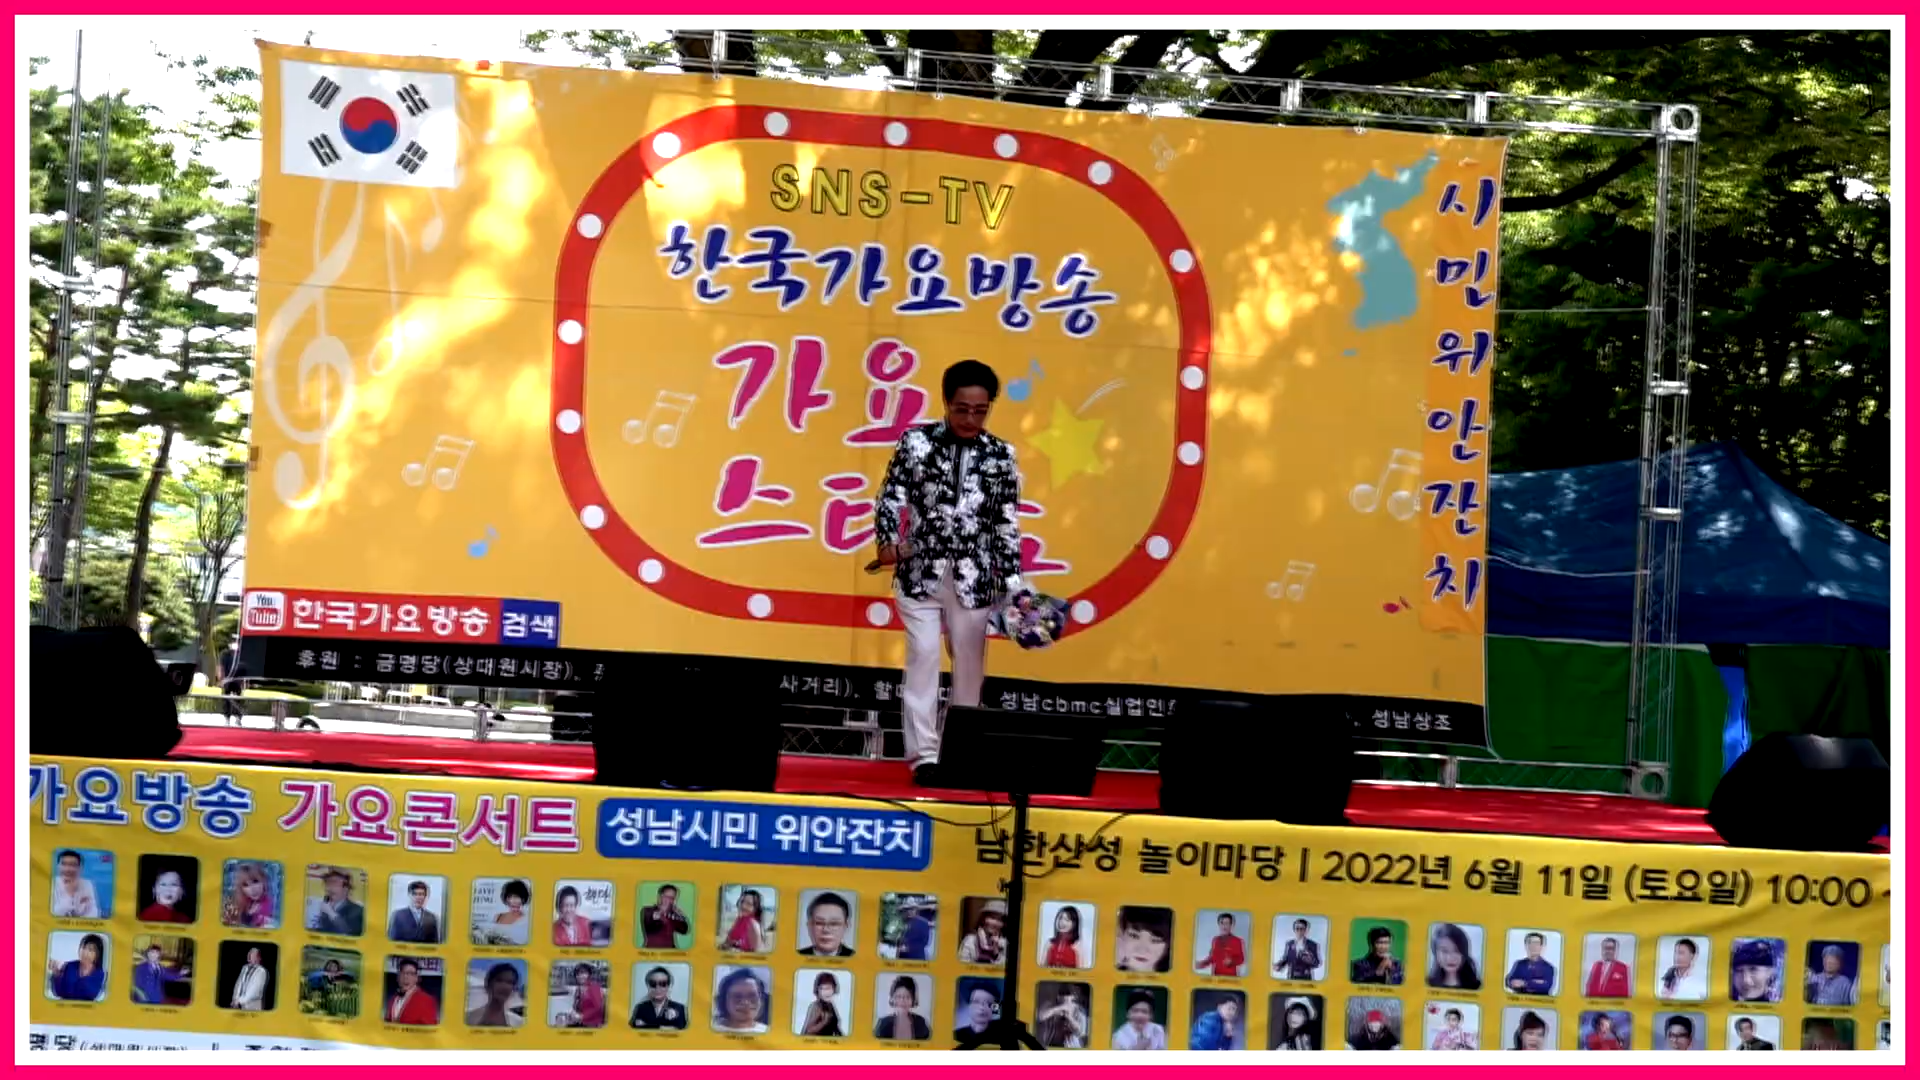 SNS-TV
한국가요방송
가요
스타
시민위안잔치
You Tube 한국가요방송 검색
후원 : 금명당(상대원시장),
사거리),
성남cbmc실업인
성남상조
가요방송 가요콘서트 성남시민 위안잔치
남한산성 놀이마당 | 2022년 6월 11일 (토요일) 10:00